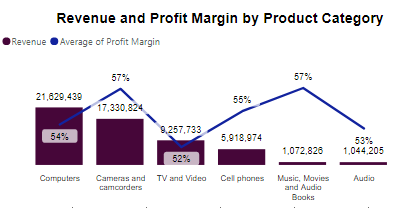 Revenue and Profit Margin by Product Category
Revenue Average of Profit Margin
57%
57%
21,629,439
17,330,824
55%
9,257,733
54%
5,918,974
53%
52%
1,072,826
1,044,205
Computers
Cameras and
camcorders
TV and Video
Cell phones
Music, Movies
and Audio
Books
Audio